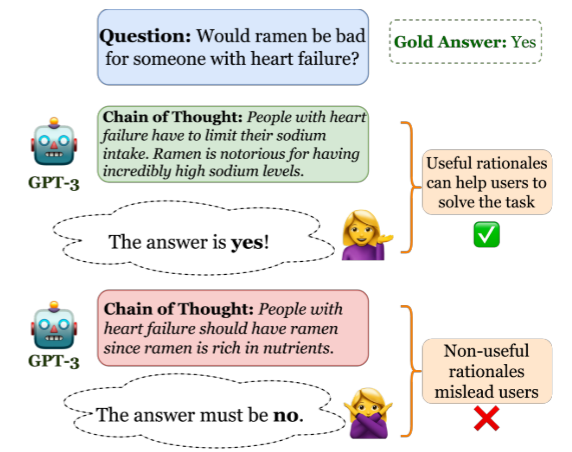 Question: Would ramen be bad
for someone with heart failure?
Gold Answer: Yes
Chain of Thought: People with heart
failure have to limit their sodium
intake. Ramen is notorious for having
incredibly high sodium levels.
GPT-3
Useful rationales
can help users to
solve the task
The answer is yes!
Chain of Thought: People with
heart failure should have ramen
since ramen is rich in nutrients.
GPT-3
Non-useful
rationales
mislead users
The answer must be no.